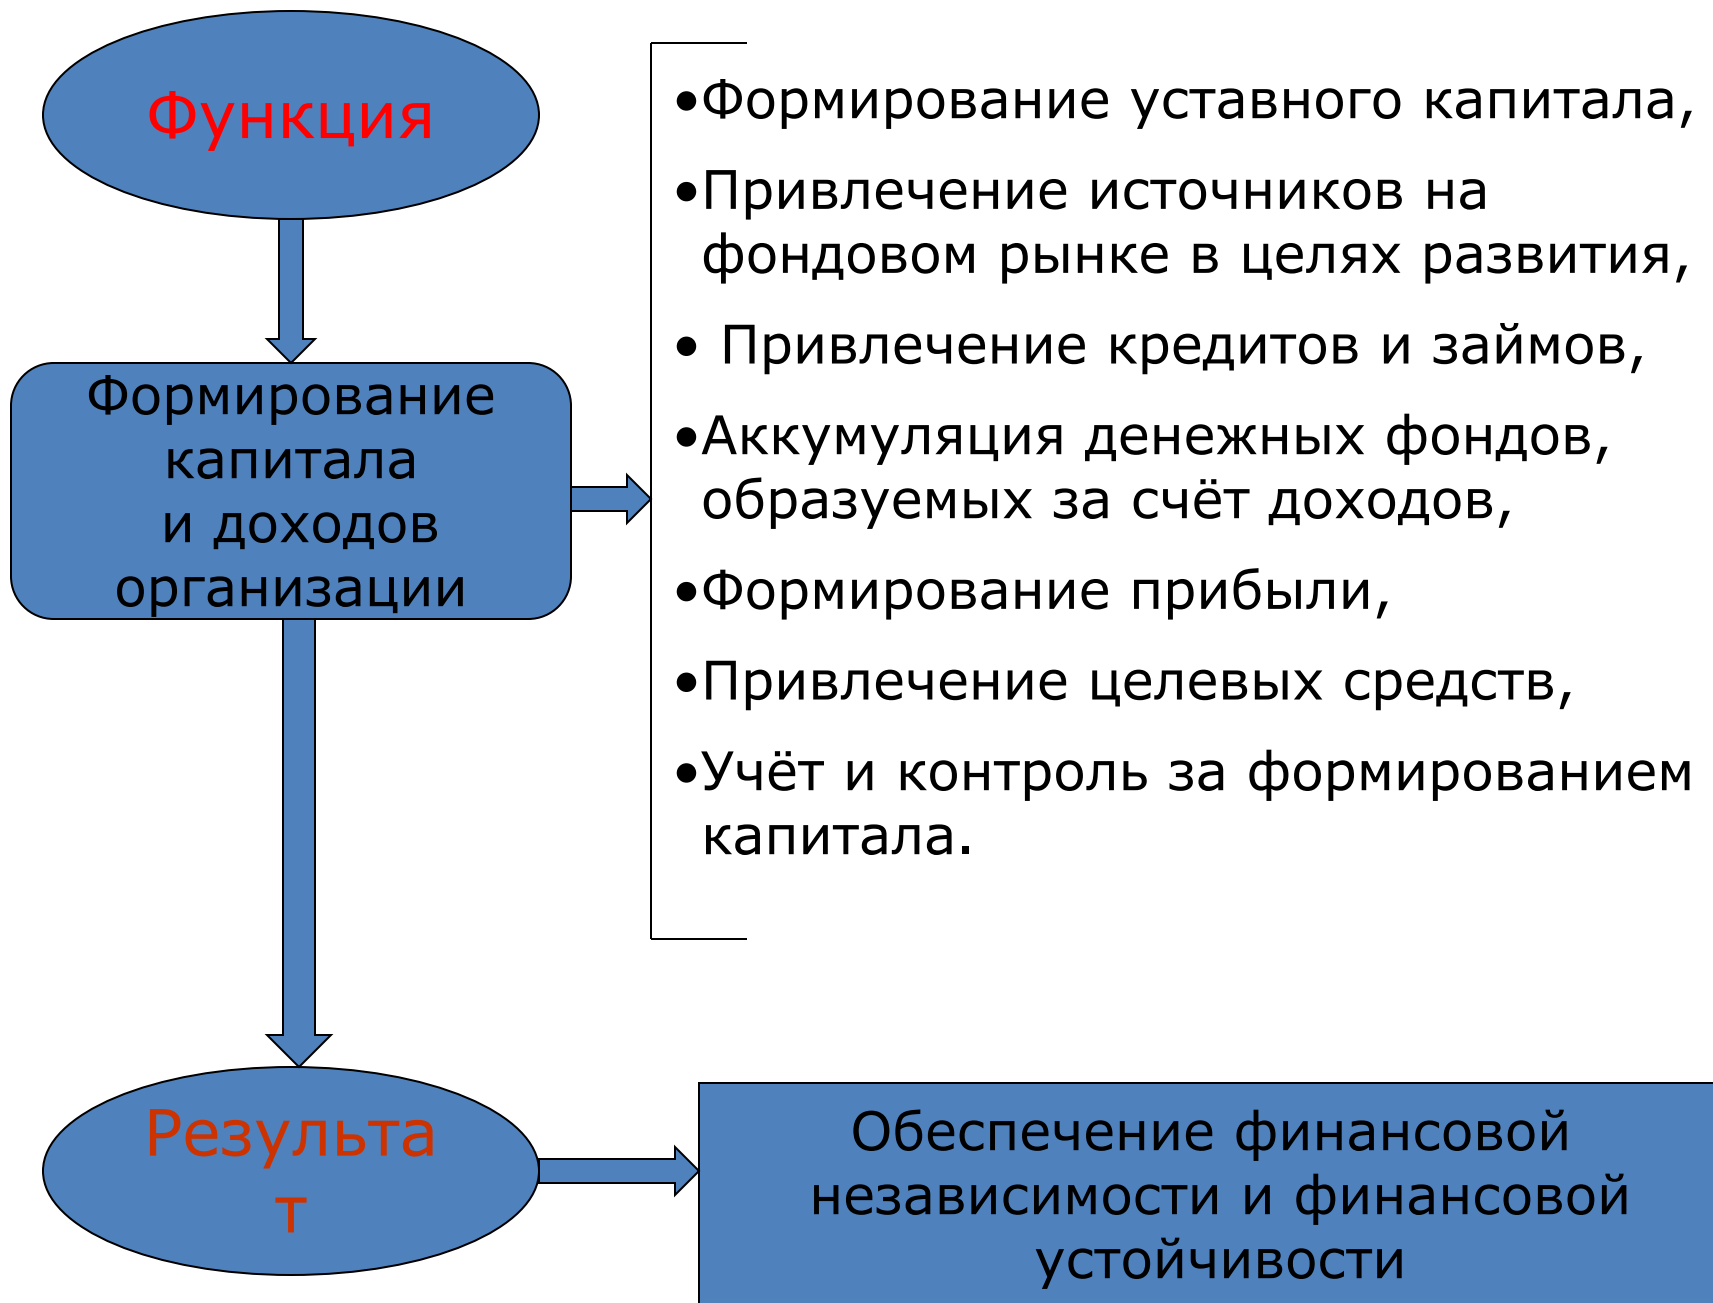 Функция
Формирование
капитала
и доходов
организации
•Формирование уставного капитала,
•Привлечение источников на
фондовом рынке в целях развития,
• Привлечение кредитов и займов,
•Аккумуляция денежных фондов,
образуемых за счёт доходов,
•Формирование прибыли,
•Привлечение целевых средств,
•Учёт и контроль за формированием
капитала.
Результа
т
Обеспечение финансовой
независимости и финансовой
устойчивости